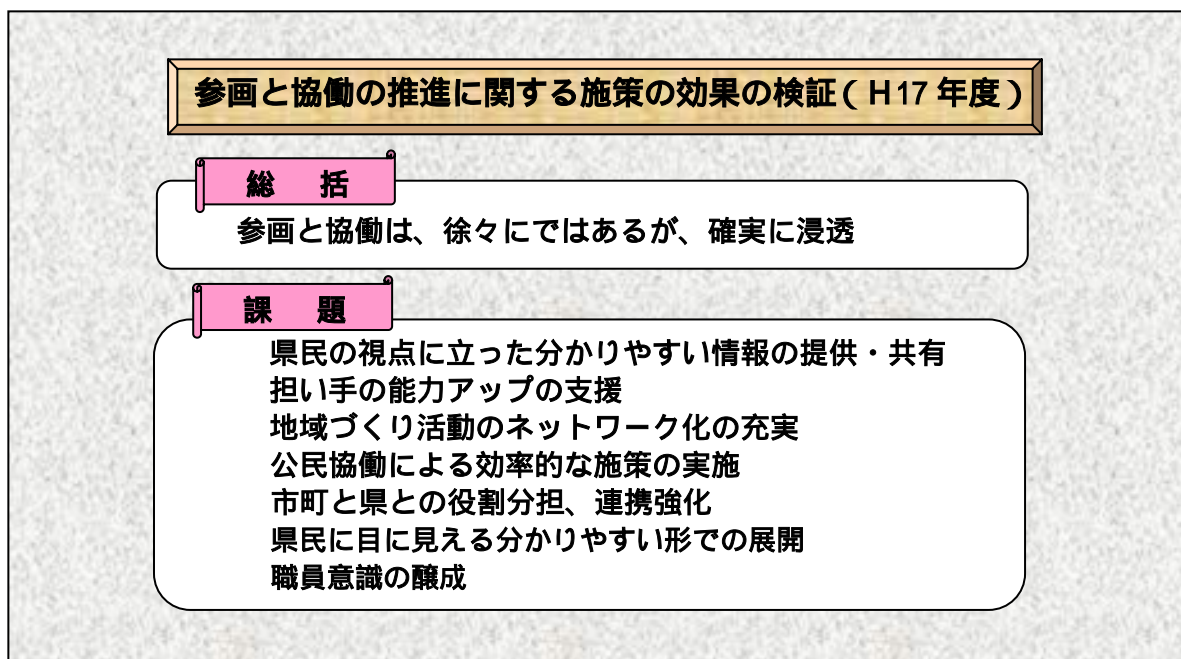 参画と協働の推進に関する施策の効果の検証（Ｈ17 年度）
総　括
参画と協働は、徐々にではあるが、確実に浸透
課　題
県民の視点に立った分かりやすい情報の提供・共有
担い手の能力アップの支援
地域づくり活動のネットワーク化の充実
公民協働による効率的な施策の実施
市町と県との役割分担、連携強化
県民に目に見える分かりやすい形での展開
職員意識の醸成